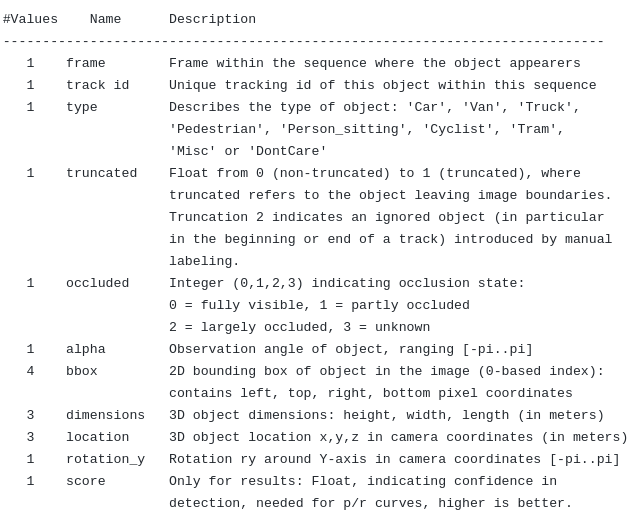 #Values    Name      Description
----------------------------------------------------------------------------
   1    frame        Frame within the sequence where the object appearers
   1    track id     Unique tracking id of this object within this sequence
   1    type         Describes the type of object: 'Car', 'Van', 'Truck',
                     'Pedestrian', 'Person_sitting', 'Cyclist', 'Tram',
                     'Misc' or 'DontCare'
   1    truncated    Float from 0 (non-truncated) to 1 (truncated), where
                     truncated refers to the object leaving image boundaries.
                     Truncation 2 indicates an ignored object (in particular
                     in the beginning or end of a track) introduced by manual
                     labeling.
   1    occluded     Integer (0,1,2,3) indicating occlusion state:
                     0 = fully visible, 1 = partly occluded
                     2 = largely occluded, 3 = unknown
   1    alpha        Observation angle of object, ranging [-pi..pi]
   4    bbox         2D bounding box of object in the image (0-based index):
                     contains left, top, right, bottom pixel coordinates
   3    dimensions   3D object dimensions: height, width, length (in meters)
   3    location     3D object location x,y,z in camera coordinates (in meters)
   1    rotation_y   Rotation ry around Y-axis in camera coordinates [-pi..pi]
   1    score        Only for results: Float, indicating confidence in
                     detection, needed for p/r curves, higher is better.